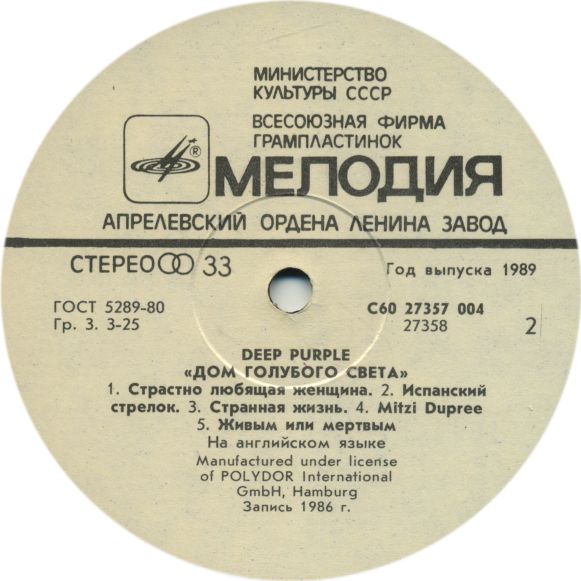 МИНИСТЕРСТВО
КУЛЬТУРЫ СССР
ВСЕСОЮЗНАЯ ФИРМА
ГРАМПЛАСТИНОК
®
МЕЛОДИЯ
АПРЕЛЕВСКИЙ ОРДЕНА ЛЕНИНА ЗАВОД
СТЕРЕО 33
Год выпуска 1989
ГОСТ 5289-80
Гр. 3. 3-25
С60 27357 004
27358
2
DEEP PURPLE
«ДОМ ГОЛУБОГО СВЕТА»
1. Страстно любящая женщина. 2. Испанский
стрелок. 3. Странная жизнь. 4. Mitzi Dupree
5. Живым или мертвым
На английском языке
Manufactured under license
of POLYDOR International
GmbH, Hamburg
Запись 1986 г.